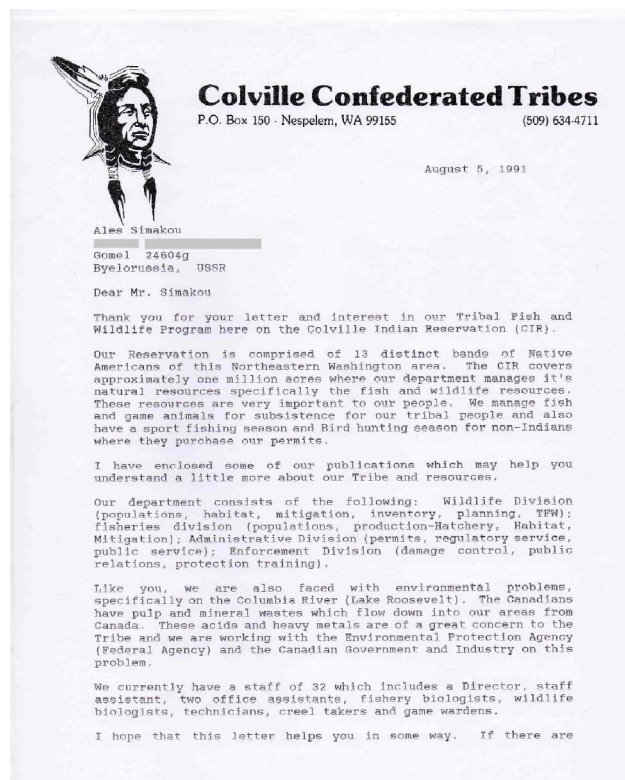 Colville Confederated Tribes
P.O. Box 150 - Nespelem, WA 99155 (509) 634-4711
August 5, 1991
Ales Simakou
Gomel 24604g
Byelorussia, USSR
Dear Mr. Simakou
Thank you for your letter and interest in our Tribal Fish and
Wildlife Program here on the Colville Indian Reservation (CIR).
Our Reservation is comprised of 13 distinct bands of Native
Americans of this Northeastern Washington area. The CIR covers
approximately one million acres where our department manages it's
natural resources specifically the fish and wildlife resources.
These resources are very important to our people. We manage fish
and game animals for subsistence for our tribal people and also
have a sport fishing season and Bird hunting season for non-Indians
where they purchase our permits.
I have enclosed some of our publications which may help you
understand a little more about our Tribe and resources.
Our department consists of the following: Wildlife Division
(populations, habitat, mitigation, inventory, planning, TFW);
fisheries division (populations, production-Hatchery, Habitat,
Mitigation); Administrative Division (permits, regulatory service,
public service); Enforcement Division (damage control, public
relations, protection training).
Like you, we are also faced with environmental problems,
specifically on the Columbia River (Lake Roosevelt). The Canadians
have pulp and mineral wastes which flow down into our areas from
Canada. These acids and heavy metals are of a great concern to the
Tribe and we are working with the Environmental Protection Agency
(Federal Agency) and the Canadian Government and Industry on this
problem.
We currently have a staff of 32 which includes a Director, staff
assistant, two office assistants, fishery biologists, wildlife
biologists, technicians, creel takers and game wardens.
I hope that this letter helps you in some way. If there are